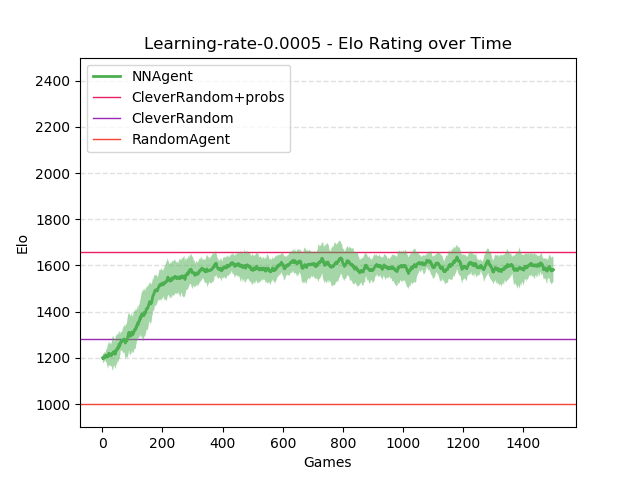 Learning-rate-0.0005 - Elo Rating over Time
NNAgent
CleverRandom+probs
CleverRandom
RandomAgent
Elo
2400
2200
2000
1800
1600
1400
1200
1000
0 200 400 600 800 1000 1200 1400
Games